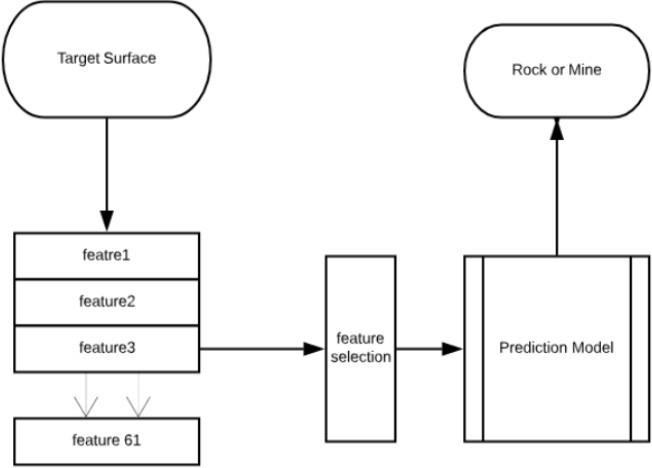 Target Surface
Rock or Mine
featre1
feature2
feature3
feature 61
feature
selection
Prediction Model